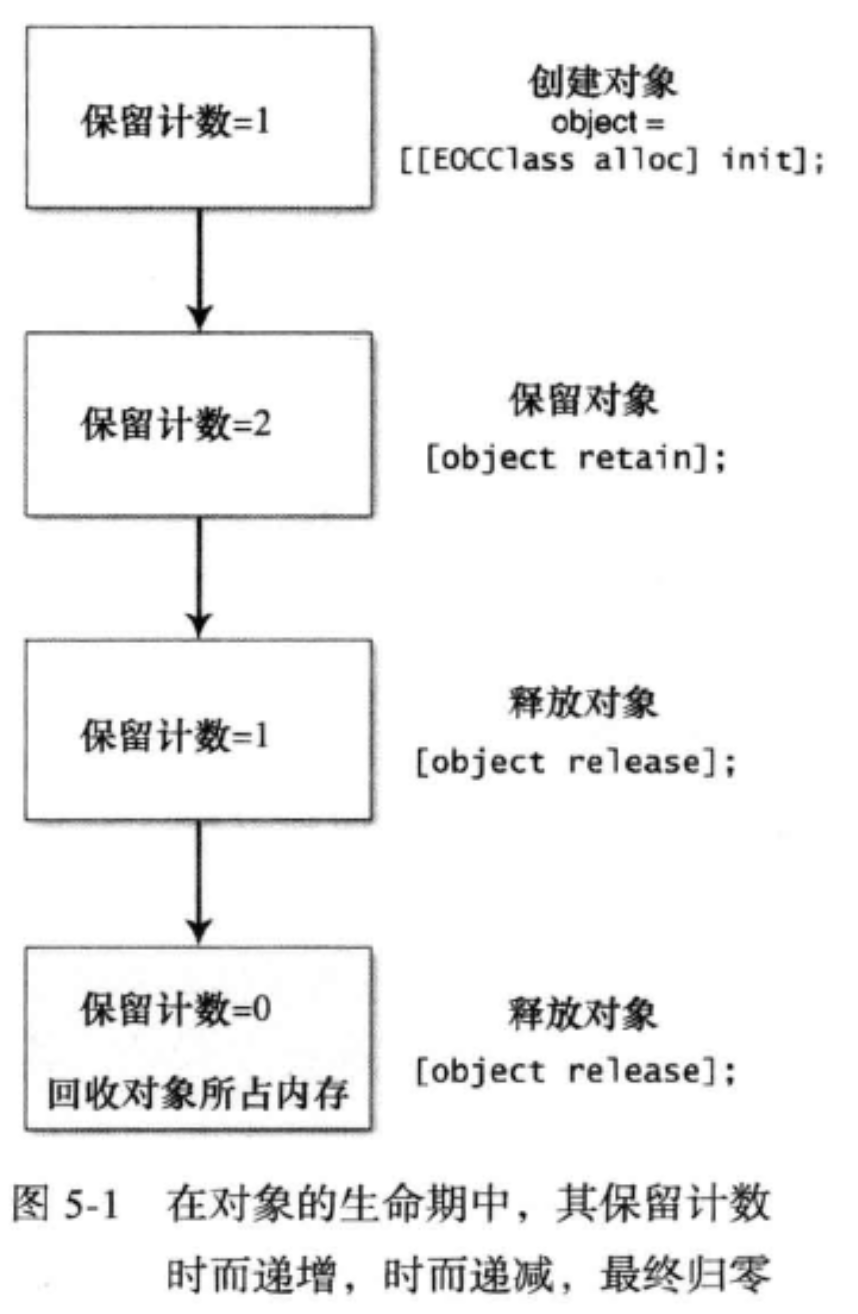 保留计数=1
创建对象
object =
[[EOCClass alloc] init];
保留计数=2
保留对象
[object retain];
保留计数=1
释放对象
[object release];
保留计数=0
回收对象所占内存
释放对象
[object release];
图 5-1 在对象的生命期中，其保留计数
时而递增，时而递减，最终归零